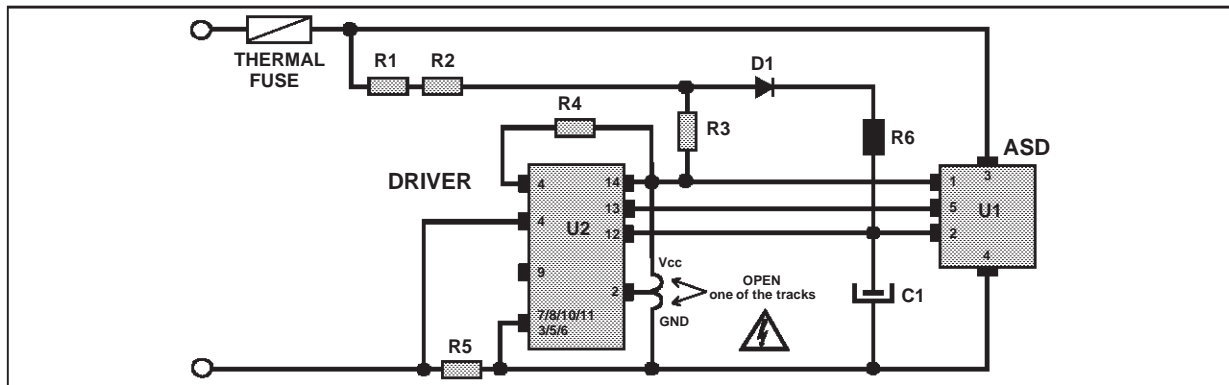 THERMAL
FUSE
R1
R2
D1
R4
R3
R6
ASD
DRIVER
4
14
1
3
4
13
5
U1
U2
12
2
9
4
Vcc
OPEN
one of the tracks
2
C1
GND
7/8/10/11
3/5/6
R5